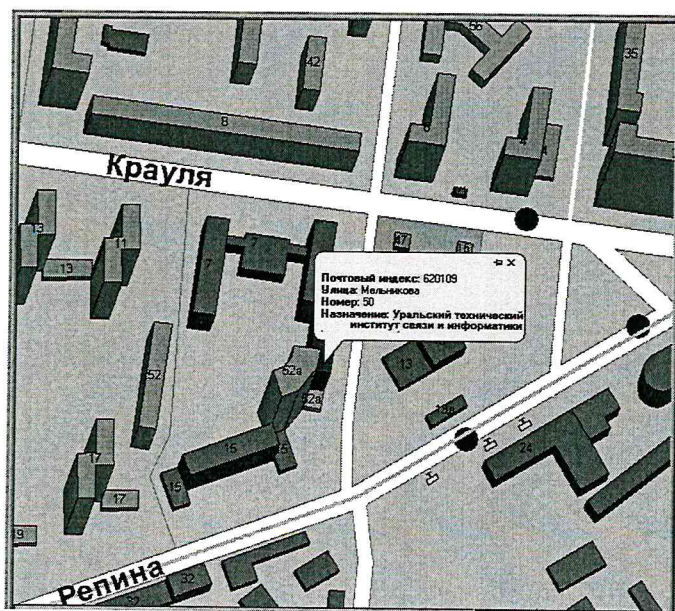 56
42
35
8
Крауля
7
7
13
11
13
Почтовый индекс: 620109
Улица: Мельникова
Номер: 50
Назначение: Уральский технический
институт связи и информатики
52
52а
52а
13
15
15
24
17
17
Репина
32